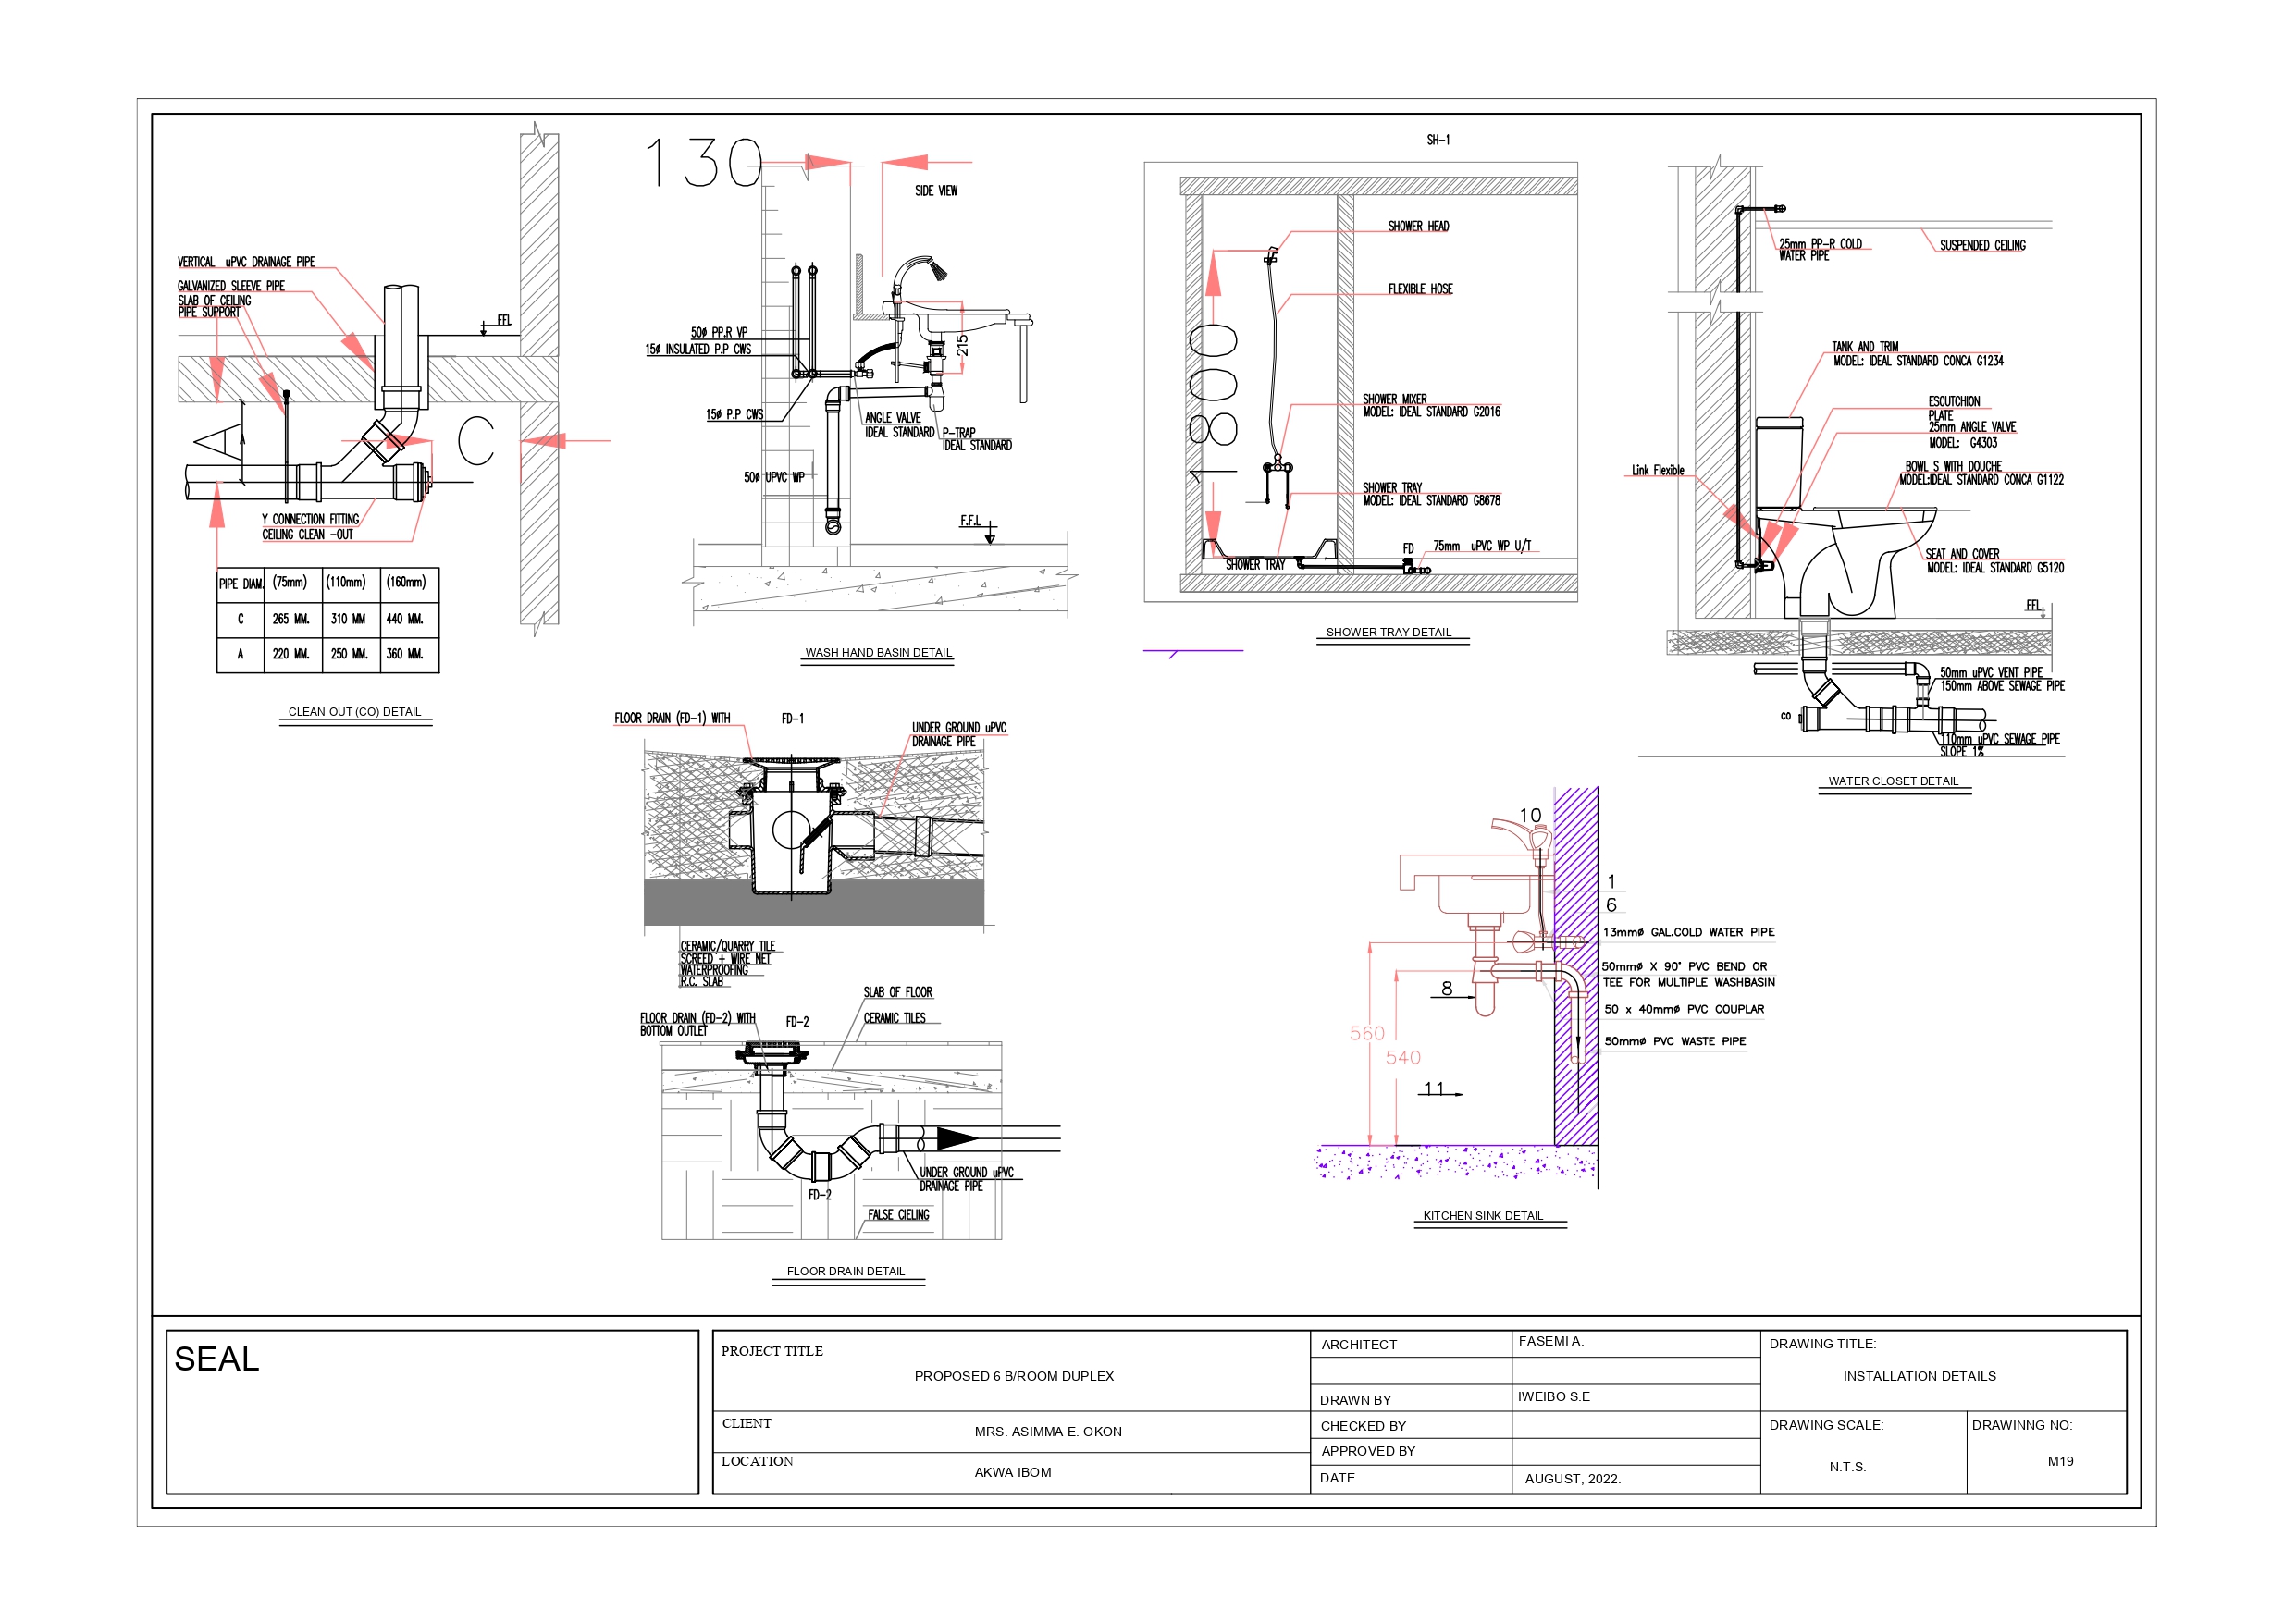 VERTICAL uPVC DRAINAGE PIPE
GALVANIZED SLEEVE PIPE
SLAB OF CEILING
PIPE SUPPORT
FFL
A
A
C
Y CONNECTION FITTING
CEILING CLEAN -OUT
PIPE DIAM. (75mm) (110mm) (160mm)
C 265 MM. 310 MM 440 MM.
A 220 MM. 250 MM. 360 MM.
CLEAN OUT (CO) DETAIL
130
SIDE VIEW
50ø PP.R VP
15ø INSULATED P.P CWS
215
15ø P.P CWS
ANGLE VALVE
IDEAL STANDARD
P-TRAP
IDEAL STANDARD
50ø UPVC WP
F.F.L
WASH HAND BASIN DETAIL
SH-1
SHOWER HEAD
FLEXIBLE HOSE
SHOWER MIXER
MODEL: IDEAL STANDARD G2016
SHOWER TRAY
MODEL: IDEAL STANDARD G8678
FD
75mm uPVC WP U/T
SHOWER TRAY
SHOWER TRAY DETAIL
25mm PP-R COLD
WATER PIPE
SUSPENDED CEILING
TANK AND TRIM
MODEL: IDEAL STANDARD CONCA G1234
ESCUTCHION
PLATE
25mm ANGLE VALVE
MODEL: G4303
Link Flexible
BOWL S WITH DOUCHE
MODEL:IDEAL STANDARD CONCA G1122
SEAT AND COVER
MODEL: IDEAL STANDARD G5120
FFL
50mm uPVC VENT PIPE
150mm ABOVE SEWAGE PIPE
CO
110mm uPVC SEWAGE PIPE
SLOPE 1%
WATER CLOSET DETAIL
FLOOR DRAIN (FD-1) WITH
FD-1
UNDER GROUND uPVC
DRAINAGE PIPE
CERAMIC/QUARRY TILE
SCREED + WIRE NET
WATERPROOFING
R.C. SLAB
SLAB OF FLOOR
FLOOR DRAIN (FD-2) WITH
BOTTOM OUTLET
FD-2
CERAMIC TILES
UNDER GROUND uPVC
DRAINAGE PIPE
FD-2
FALSE CIELING
FLOOR DRAIN DETAIL
10
1
6
13mmø GAL.COLD WATER PIPE
50mmø X 90° PVC BEND OR
TEE FOR MULTIPLE WASHBASIN
8
50 x 40mmø PVC COUPLAR
560
50mmø PVC WASTE PIPE
540
11
KITCHEN SINK DETAIL
SEAL
PROJECT TITLE
PROPOSED 6 B/ROOM DUPLEX
CLIENT
MRS. ASIMMA E. OKON
LOCATION
AKWA IBOM
ARCHITECT FASEMI A.
DRAWN BY IWEIBO S.E
CHECKED BY
APPROVED BY
DATE AUGUST, 2022.
DRAWING TITLE:
INSTALLATION DETAILS
DRAWING SCALE:
N.T.S.
DRAWINNG NO:
M19